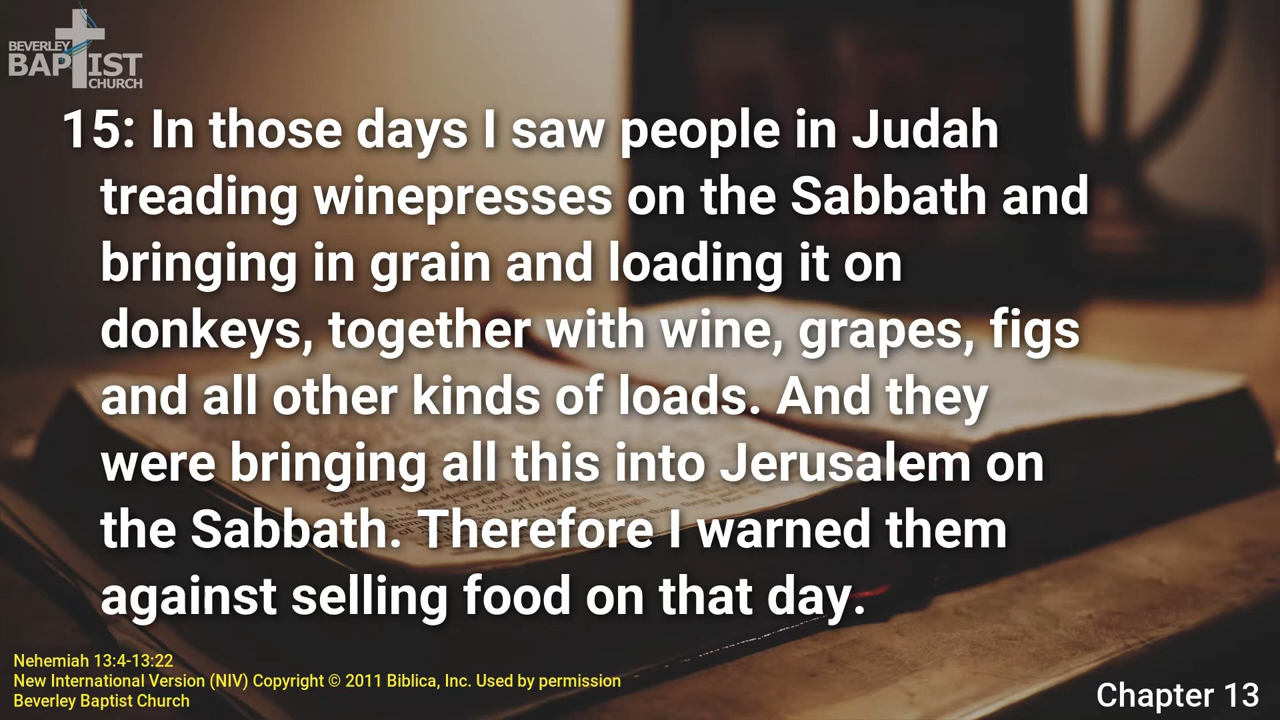 BEVERLEY
BAPTIST
CHURCH
15: In those days I saw people in Judah
treading winepresses on the Sabbath and
bringing in grain and loading it on
donkeys, together with wine, grapes, figs
and all other kinds of loads. And they
were bringing all this into Jerusalem on
the Sabbath. Therefore I warned them
against selling food on that day.
Nehemiah 13:4-13:22
New International Version (NIV) Copyright © 2011 Biblica, Inc. Used by permission
Beverley Baptist Church
Chapter 13